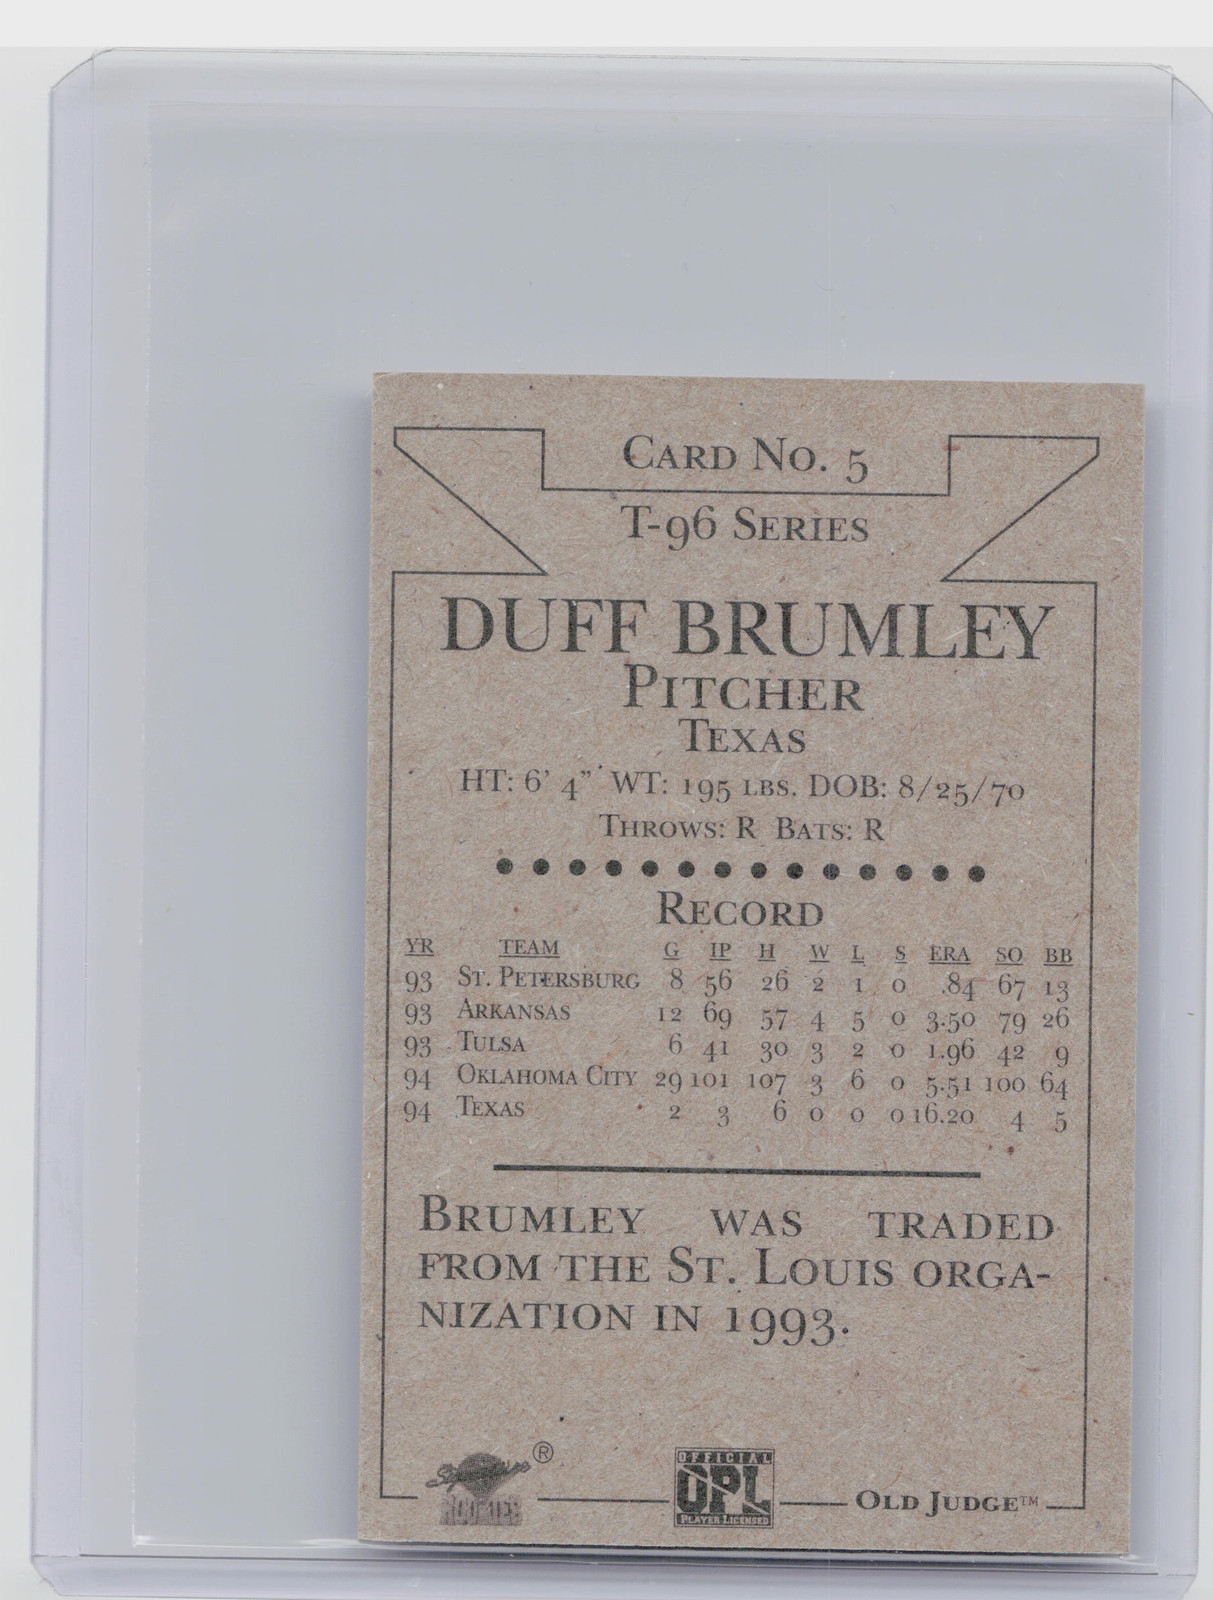 CARD NO. 5
T-96 SERIES
DUFF BRUMLEY
PITCHER
TEXAS
HT: 6' 4" WT: 195 LBS. DOB: 8/25/70
THROWS: R BATS: R
RECORD
YR TEAM G IP H W L S ERA SO BB
93 ST. PETERSBURG 8 56 26 2 1 0 .84 67 13
93 ARKANSAS 12 69 57 4 5 0 3.50 79 26
93 TULSA 6 41 30 3 2 0 1.96 42 9
94 OKLAHOMA CITY 29 101 107 3 6 0 5.51 100 64
94 TEXAS 2 3 6 0 0 0 16.20 4 5
BRUMLEY WAS TRADED
FROM THE ST. LOUIS ORGA-
NIZATION IN 1993.
Signature ®
ROOKIES
OFFICIAL
OPL
PLAYER LICENSED
OLD JUDGE™